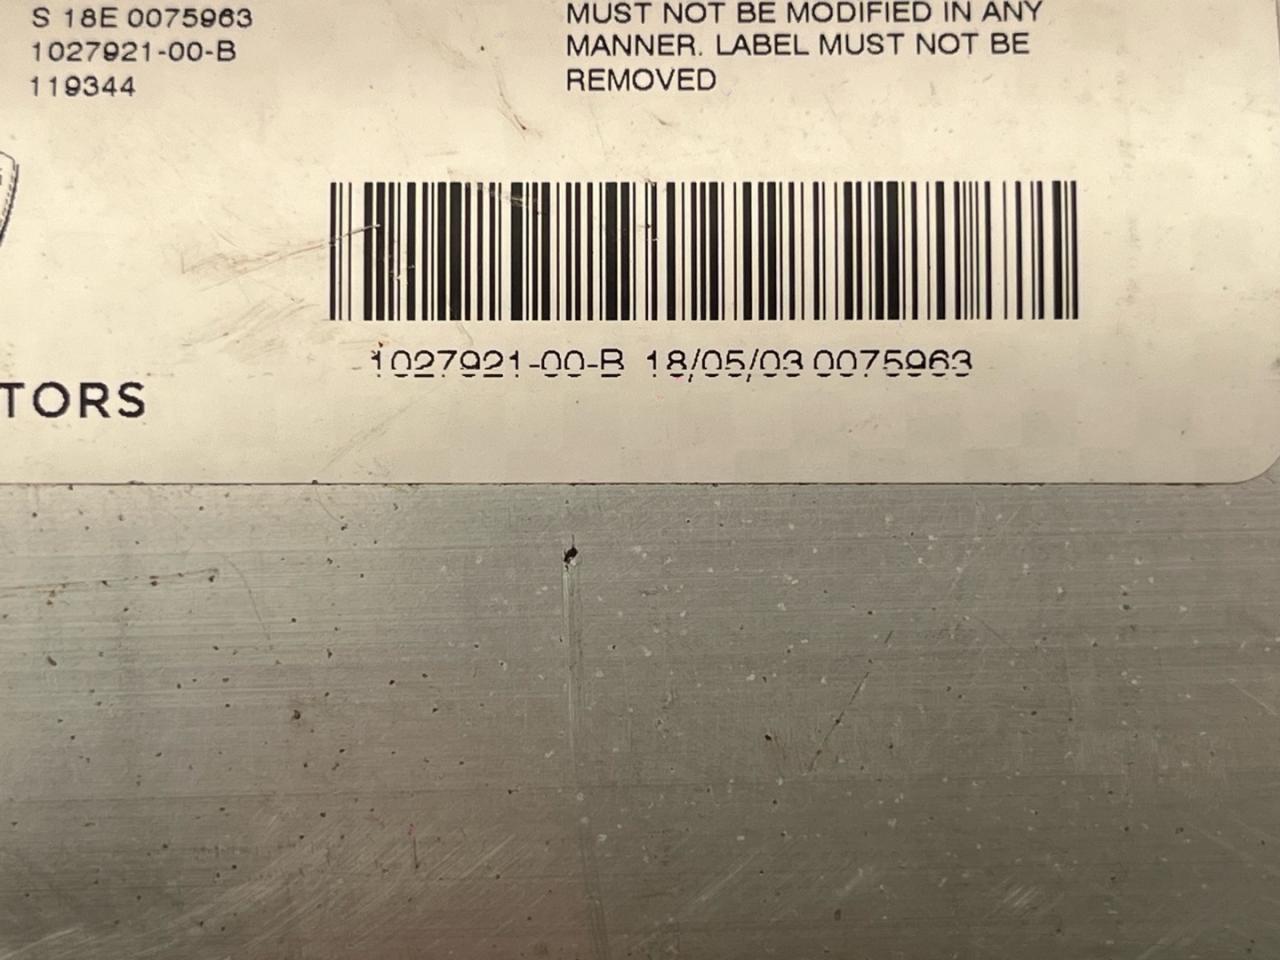 S 18E 0075963
1027921-00-B
119344
MUST NOT BE MODIFIED IN ANY
MANNER. LABEL MUST NOT BE
REMOVED
1027921-00-B 18/05/03 0075963
TORS